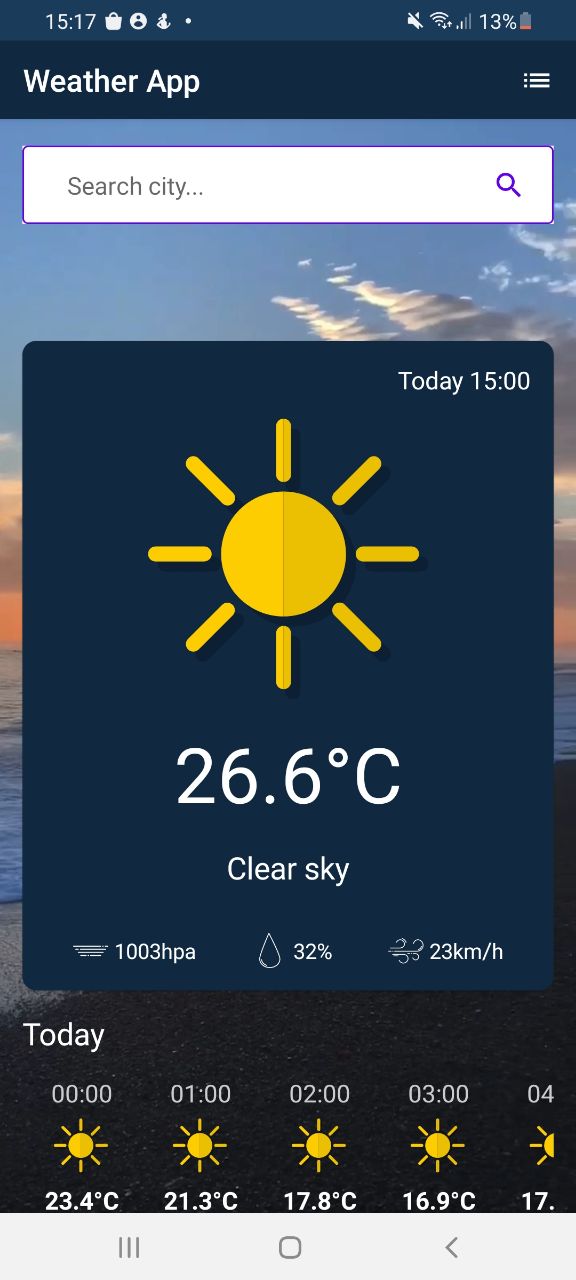 15:17 13%
Weather App
Search city...
Today 15:00
26.6°C
Clear sky
1003hpa 32% 23km/h
Today
00:00 01:00 02:00 03:00 04
23.4°C 21.3°C 17.8°C 16.9°C 17.